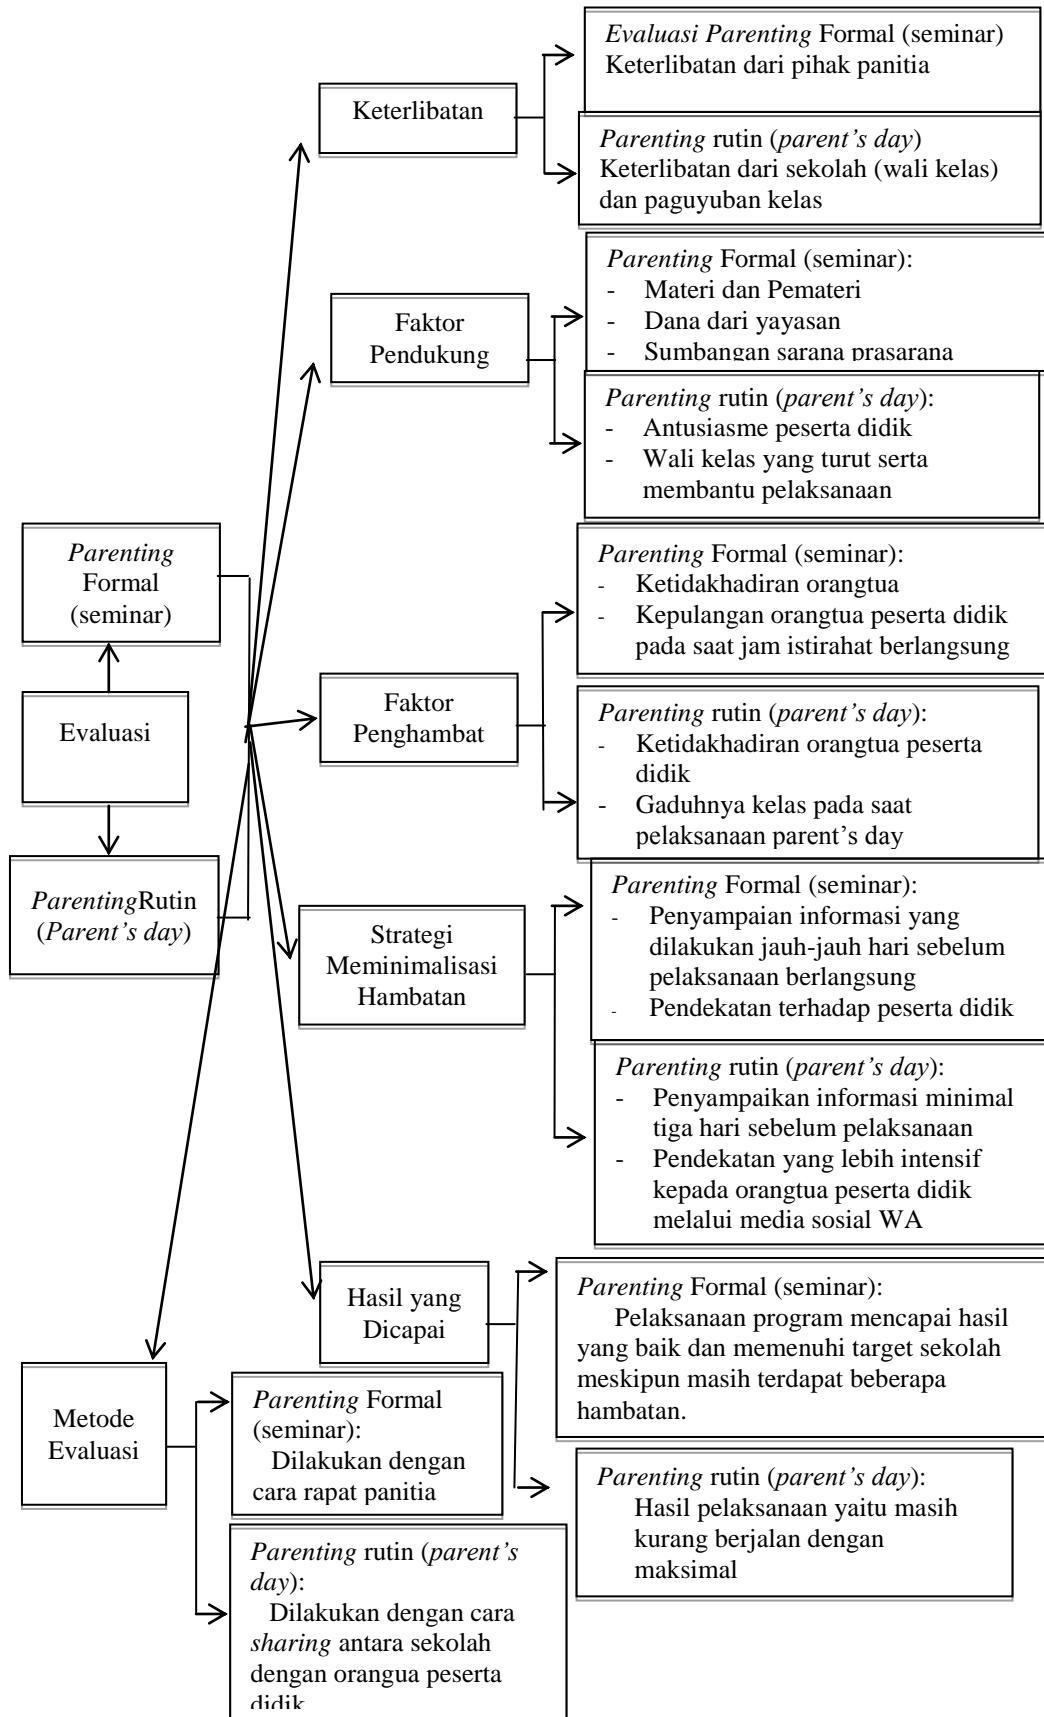 Evaluasi Parenting Formal (seminar)
Keterlibatan dari pihak panitia
Keterlibatan
Parenting rutin (parent’s day)
Keterlibatan dari sekolah (wali kelas)
dan paguyuban kelas
Parenting Formal (seminar):
- Materi dan Pemateri
- Dana dari yayasan
- Sumbangan sarana prasarana
Faktor
Pendukung
Parenting rutin (parent’s day):
- Antusiasme peserta didik
- Wali kelas yang turut serta
membantu pelaksanaan
Parenting
Formal
(seminar)
Parenting Formal (seminar):
- Ketidakhadiran orangtua
- Kepulangan orangtua peserta didik
pada saat jam istirahat berlangsung
Evaluasi
Faktor
Penghambat
Parenting rutin (parent’s day):
- Ketidakhadiran orangtua peserta
didik
- Gaduhnya kelas pada saat
pelaksanaan parent’s day
ParentingRutin
(Parent’s day)
Strategi
Meminimalisasi
Hambatan
Parenting Formal (seminar):
- Penyampaian informasi yang
dilakukan jauh-jauh hari sebelum
pelaksanaan berlangsung
- Pendekatan terhadap peserta didik
Parenting rutin (parent’s day):
- Penyampaikan informasi minimal
tiga hari sebelum pelaksanaan
- Pendekatan yang lebih intensif
kepada orangtua peserta didik
melalui media sosial WA
Hasil yang
Dicapai
Parenting Formal (seminar):
Pelaksanaan program mencapai hasil
yang baik dan memenuhi target sekolah
meskipun masih terdapat beberapa
hambatan.
Parenting rutin (parent’s day):
Hasil pelaksanaan yaitu masih
kurang berjalan dengan
maksimal
Metode
Evaluasi
Parenting Formal
(seminar):
Dilakukan dengan
cara rapat panitia
Parenting rutin (parent’s
day):
Dilakukan dengan cara
sharing antara sekolah
dengan orangua peserta
didik